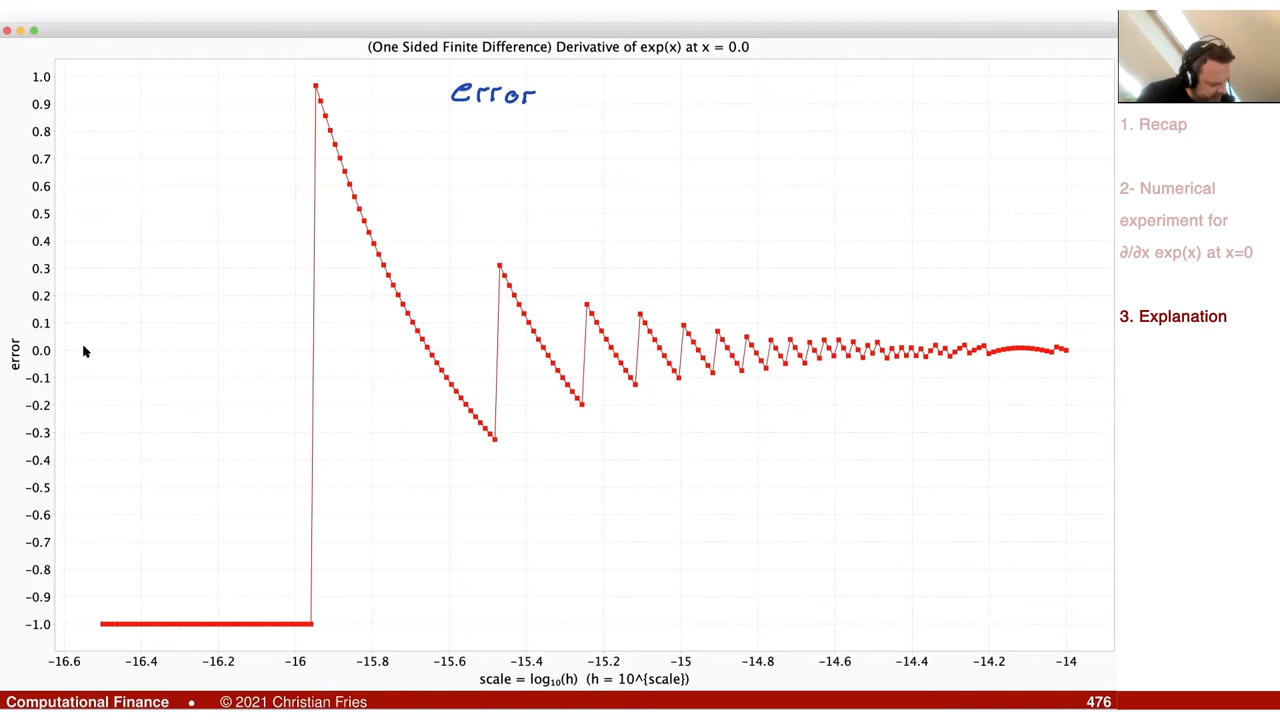 (One Sided Finite Difference) Derivative of exp(x) at x = 0.0
error
1.0
0.9
0.8
0.7
0.6
0.5
0.4
0.3
0.2
0.1
0.0
−0.1
−0.2
−0.3
−0.4
−0.5
−0.6
−0.7
−0.8
−0.9
−1.0
error
−16.6 −16.4 −16.2 −16 −15.8 −15.6 −15.4 −15.2 −15 −14.8 −14.6 −14.4 −14.2 −14
scale = log₁₀(h) (h = 10^{scale})
1. Recap
2- Numerical
experiment for
∂/∂x exp(x) at x=0
3. Explanation
Computational Finance • © 2021 Christian Fries 476